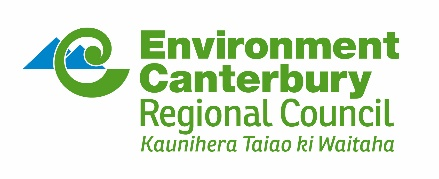 Environment
Canterbury
Regional Council
Kaunihera Taiao ki Waitaha